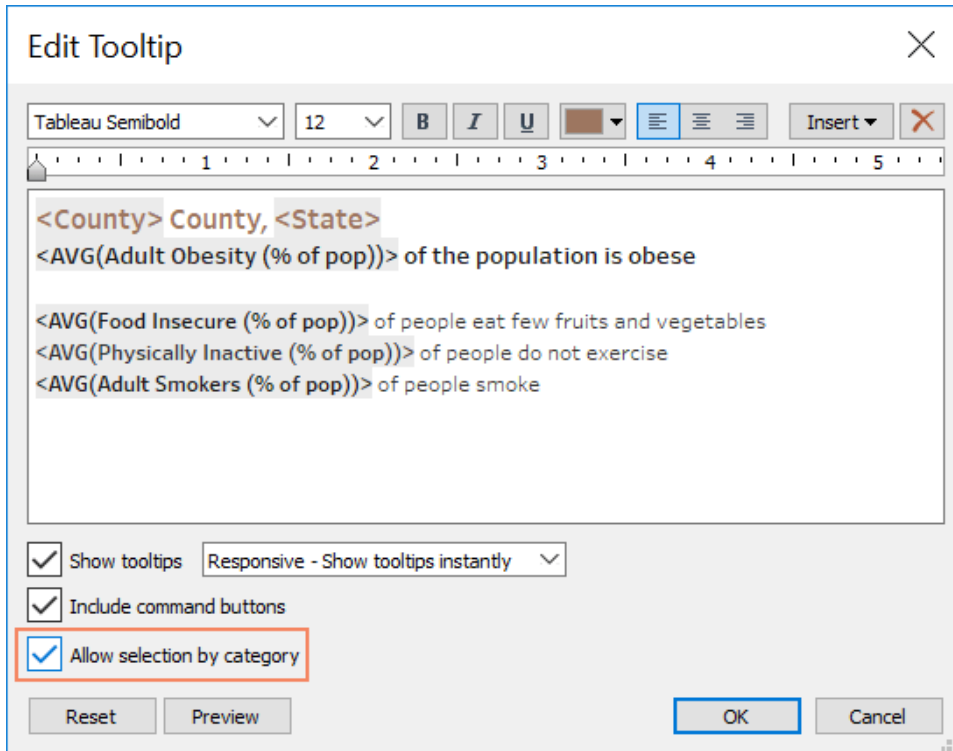 Edit Tooltip
Tableau Semibold 12 B I U Insert
1 2 3 4 5
<County> County, <State>
<AVG(Adult Obesity (% of pop))> of the population is obese
<AVG(Food Insecure (% of pop))> of people eat few fruits and vegetables
<AVG(Physically Inactive (% of pop))> of people do not exercise
<AVG(Adult Smokers (% of pop))> of people smoke
Show tooltips Responsive - Show tooltips instantly
Include command buttons
Allow selection by category
Reset Preview OK Cancel